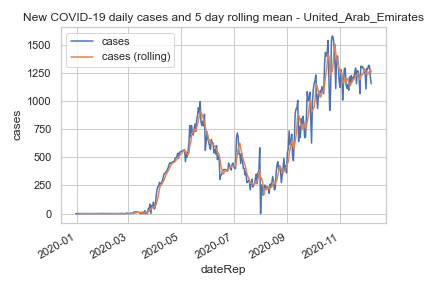 New COVID-19 daily cases and 5 day rolling mean - United_Arab_Emirates
cases
cases (rolling)
1500
1250
1000
750
500
250
0
cases
2020-01
2020-03
2020-05
2020-07
2020-09
2020-11
dateRep